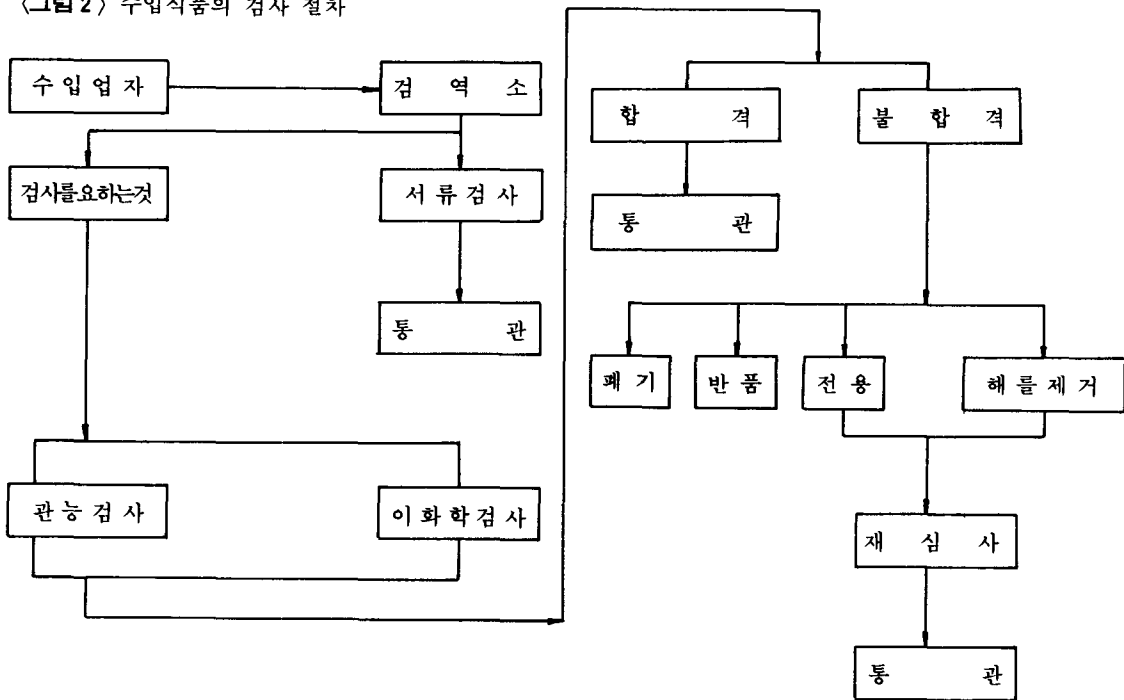 〈그림 2〉 수입식품의 검사 절차
수입업자
검역소
검사를요하는것
서류검사
통관
관능검사
이화학검사
합격
불합격
통관
폐기
반품
전용
해를제거
재심사
통관